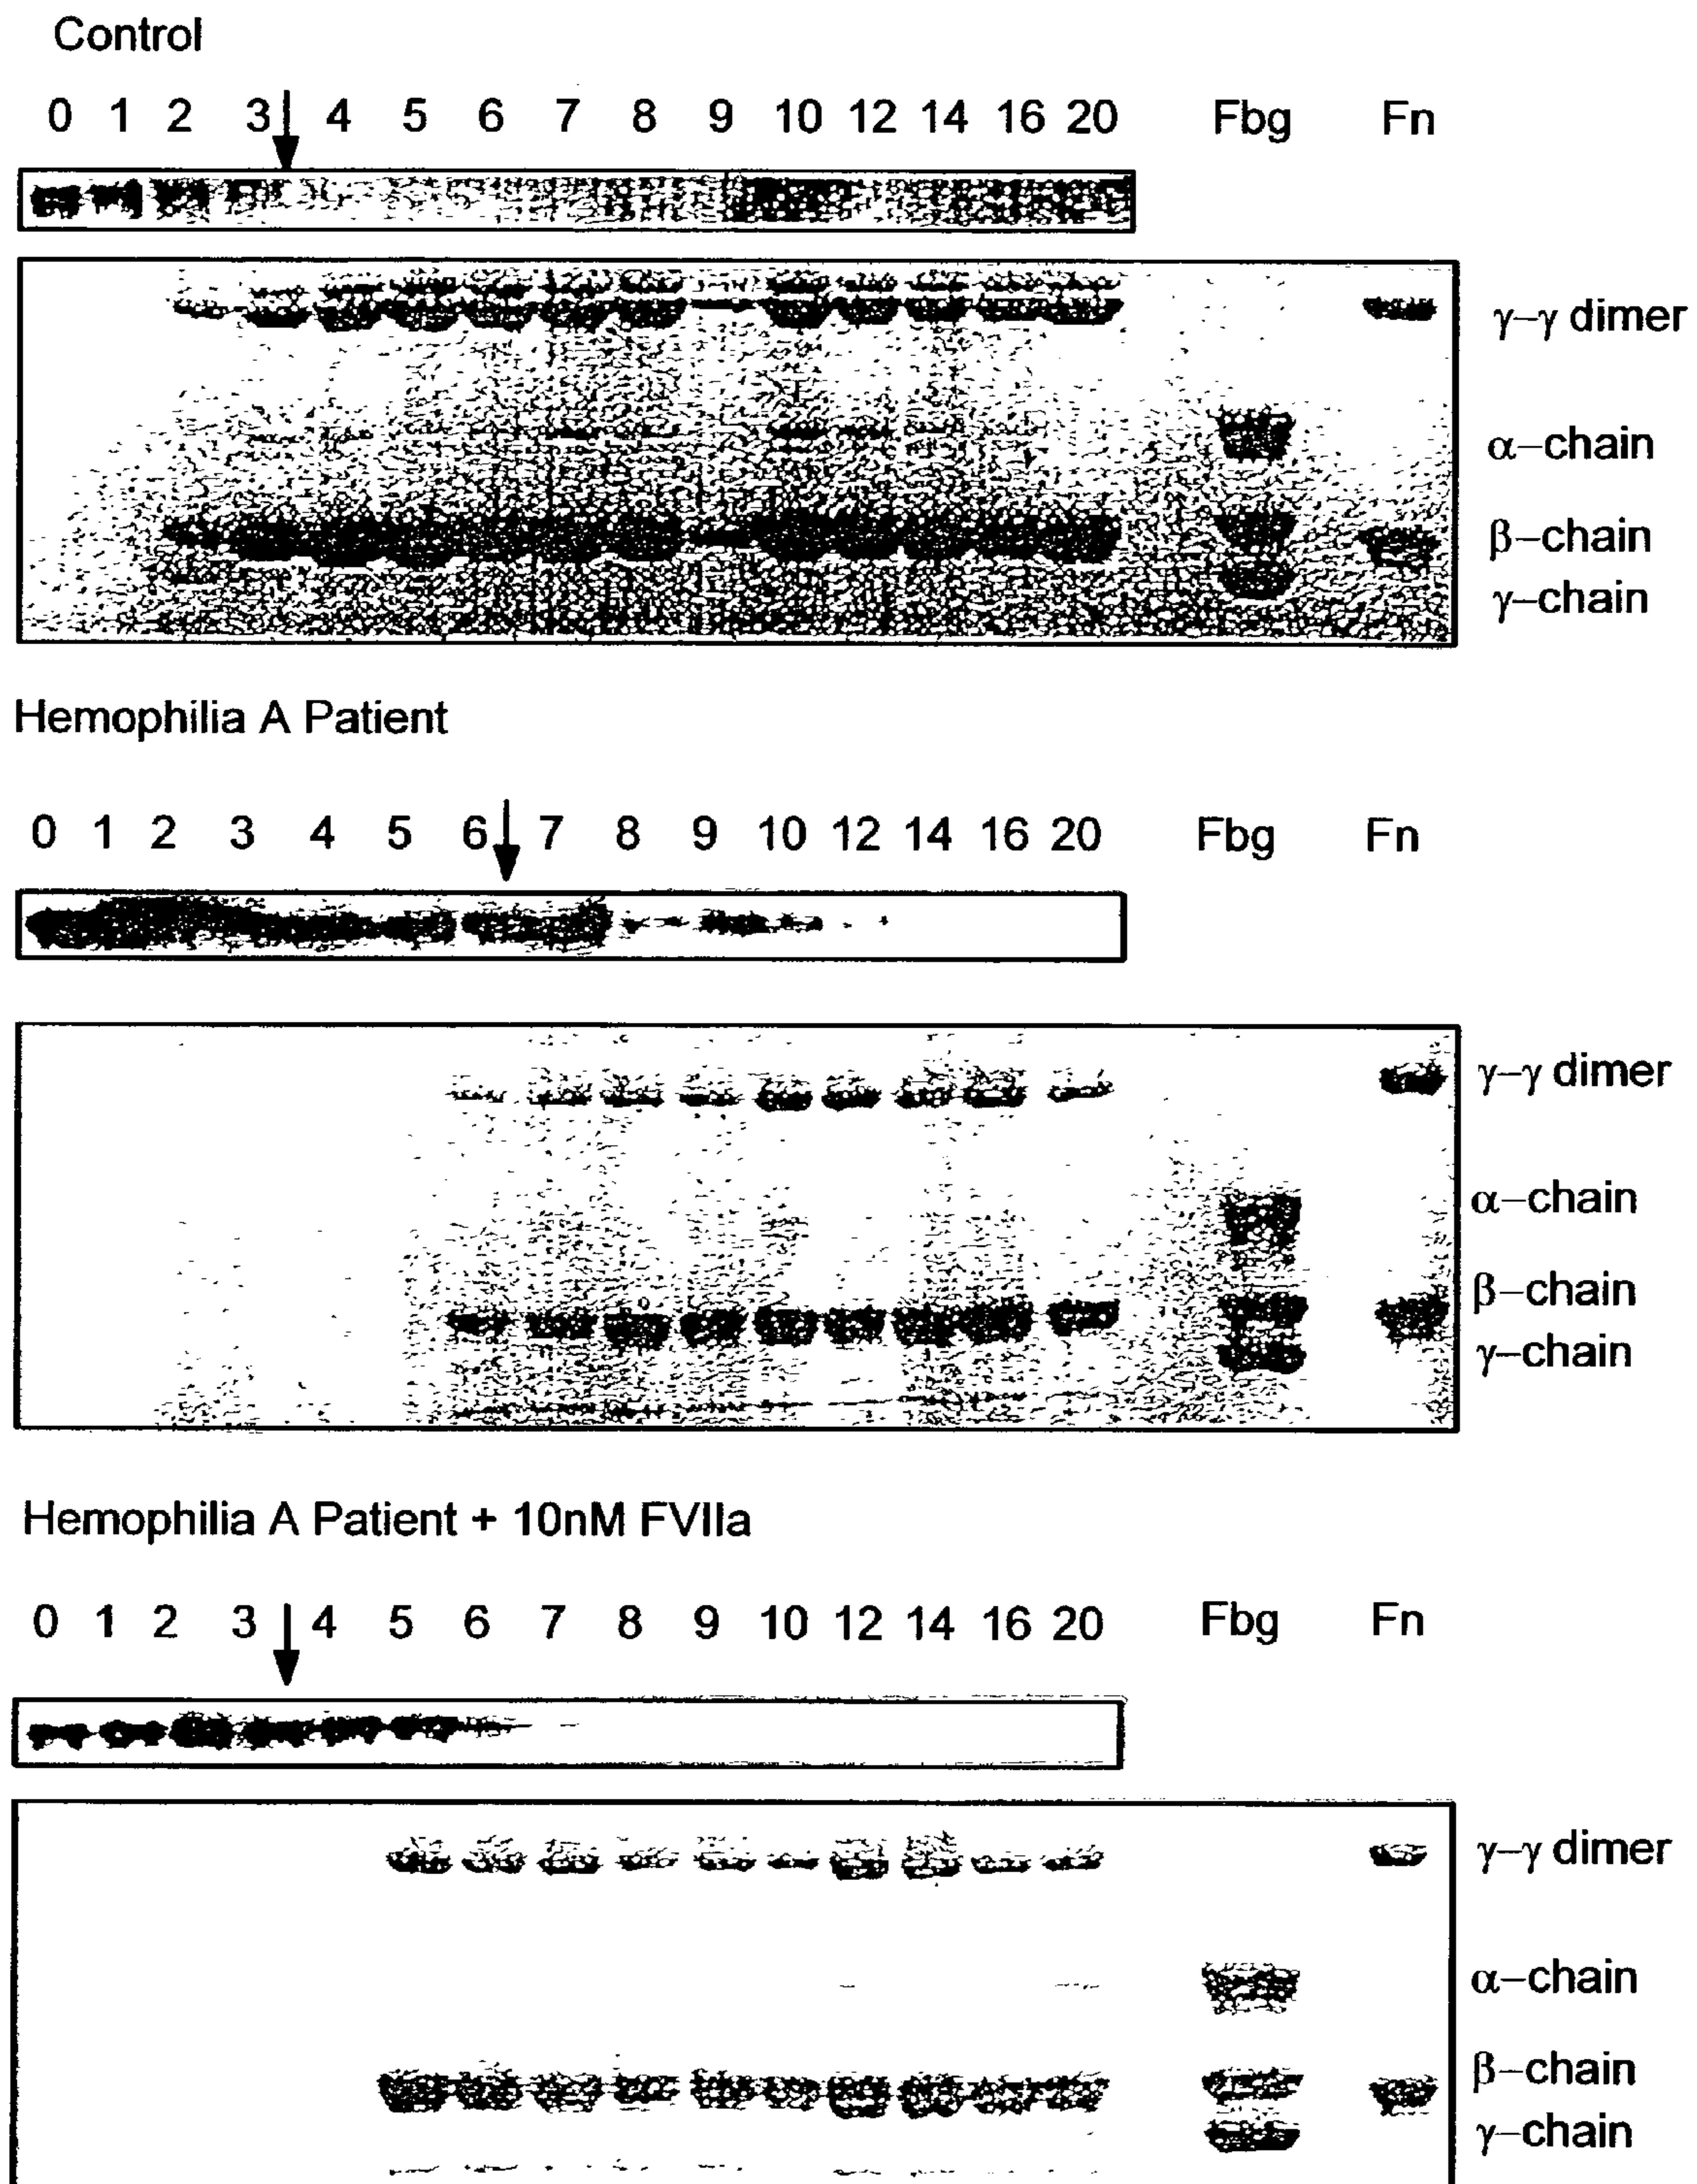 Control
0 1 2 3 4 5 6 7 8 9 10 12 14 16 20 Fbg Fn
γ–γ dimer
α–chain
β–chain
γ–chain
Hemophilia A Patient
0 1 2 3 4 5 6 7 8 9 10 12 14 16 20 Fbg Fn
γ–γ dimer
α–chain
β–chain
γ–chain
Hemophilia A Patient + 10nM FVIIa
0 1 2 3 4 5 6 7 8 9 10 12 14 16 20 Fbg Fn
γ–γ dimer
α–chain
β–chain
γ–chain